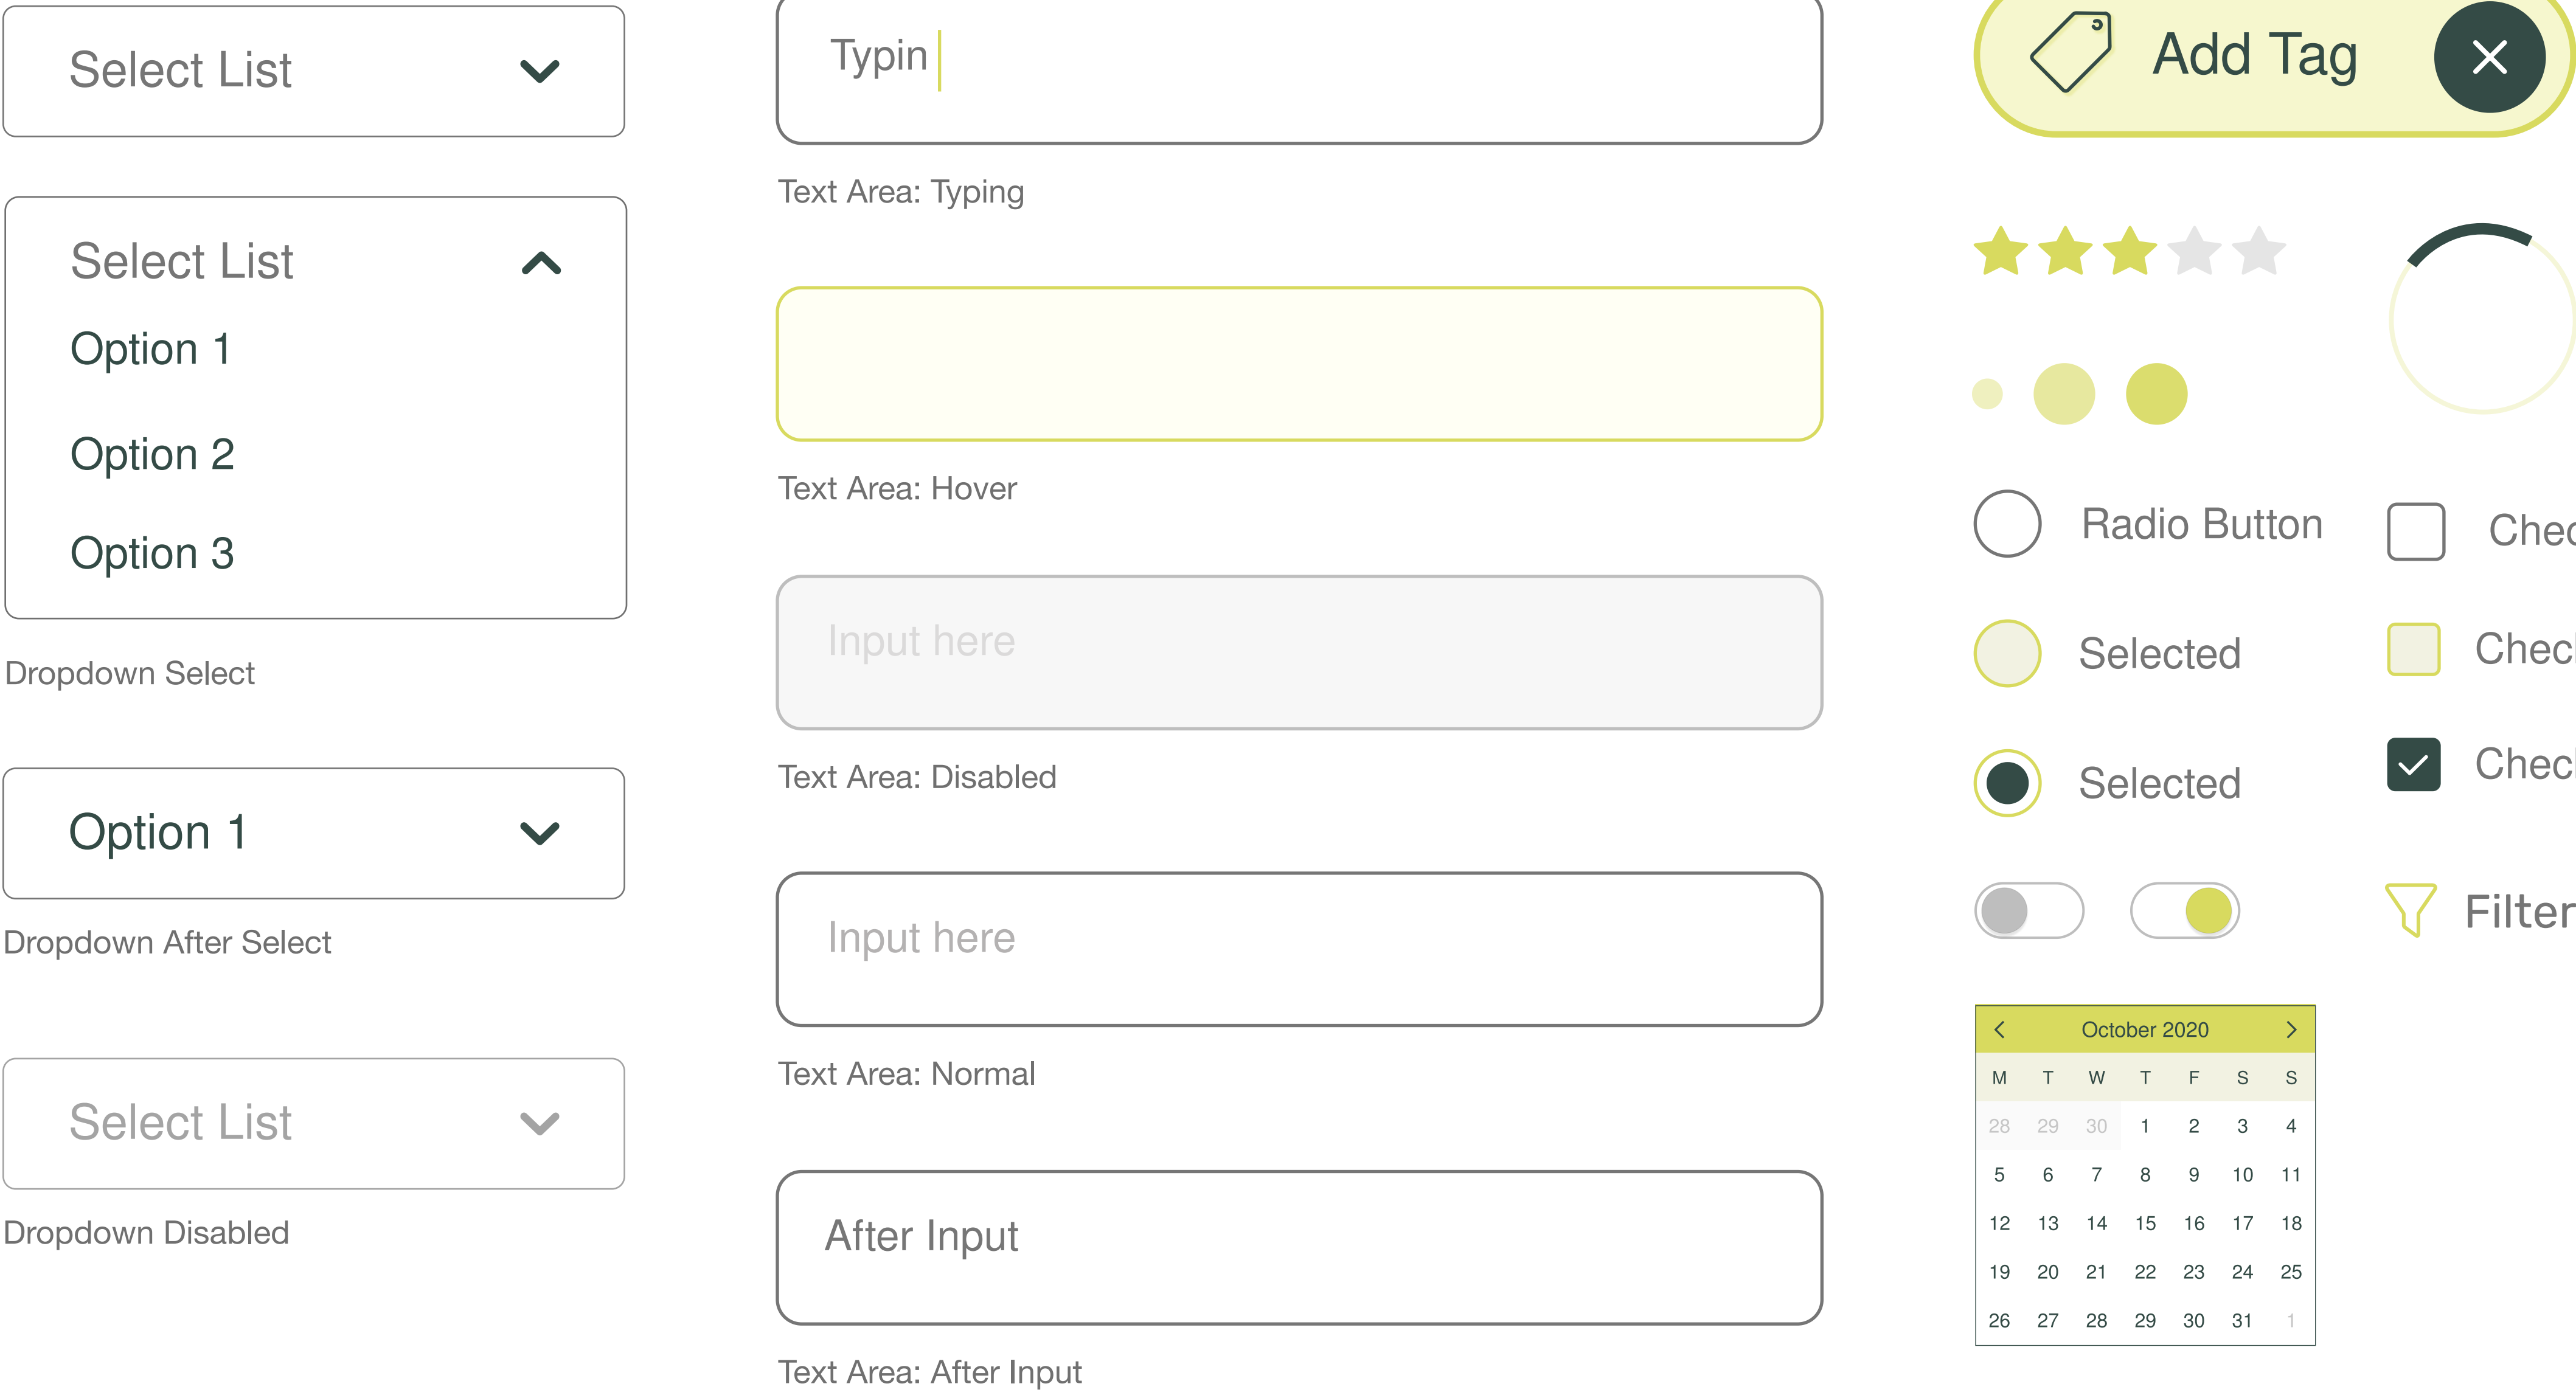 Select List
Select List
Option 1
Option 2
Option 3
Dropdown Select
Option 1
Dropdown After Select
Select List
Dropdown Disabled
Typin
Text Area: Typing
Text Area: Hover
Input here
Text Area: Disabled
Input here
Text Area: Normal
After Input
Text Area: After Input
Add Tag
Radio Button
Selected
Selected
Filter
October 2020
M T W T F S S
28 29 30 1 2 3 4
5 6 7 8 9 10 11
12 13 14 15 16 17 18
19 20 21 22 23 24 25
26 27 28 29 30 31 1